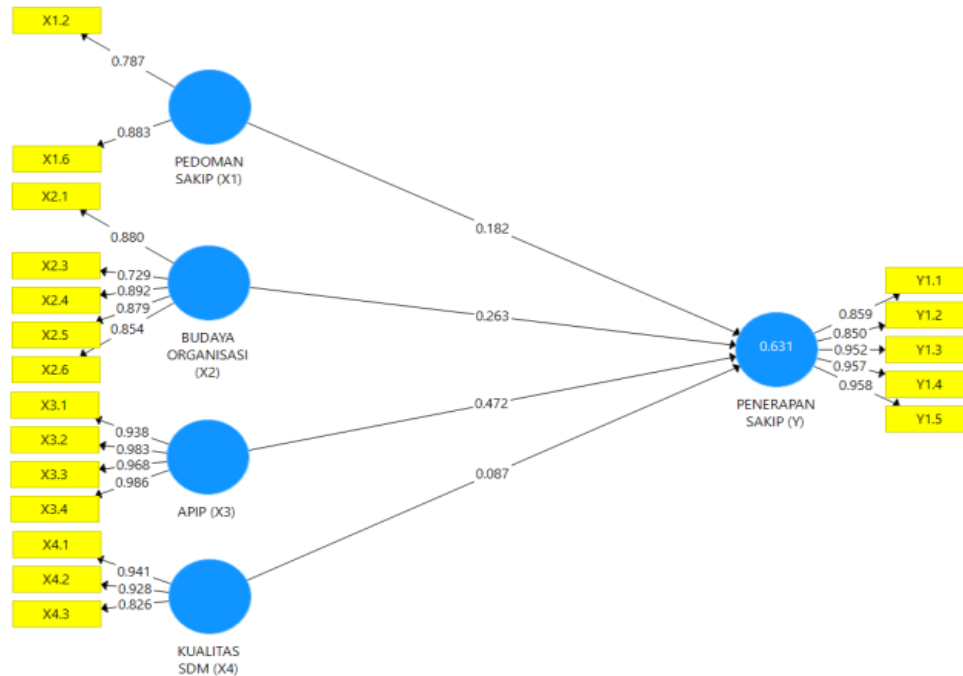 X1.2
0.787
0.883
X1.6
PEDOMAN
SAKIP (X1)
X2.1
0.880
X2.3
0.729
X2.4
0.892
X2.5
0.879
0.854
X2.6
BUDAYA
ORGANISASI
(X2)
X3.1
0.938
X3.2
0.983
X3.3
0.968
0.986
X3.4
APIP (X3)
X4.1
0.941
X4.2
0.928
X4.3
0.826
KUALITAS
SDM (X4)
0.182
0.263
0.472
0.087
0.631
PENERAPAN
SAKIP (Y)
0.859
Y1.1
0.850
Y1.2
0.952
Y1.3
0.957
Y1.4
0.958
Y1.5